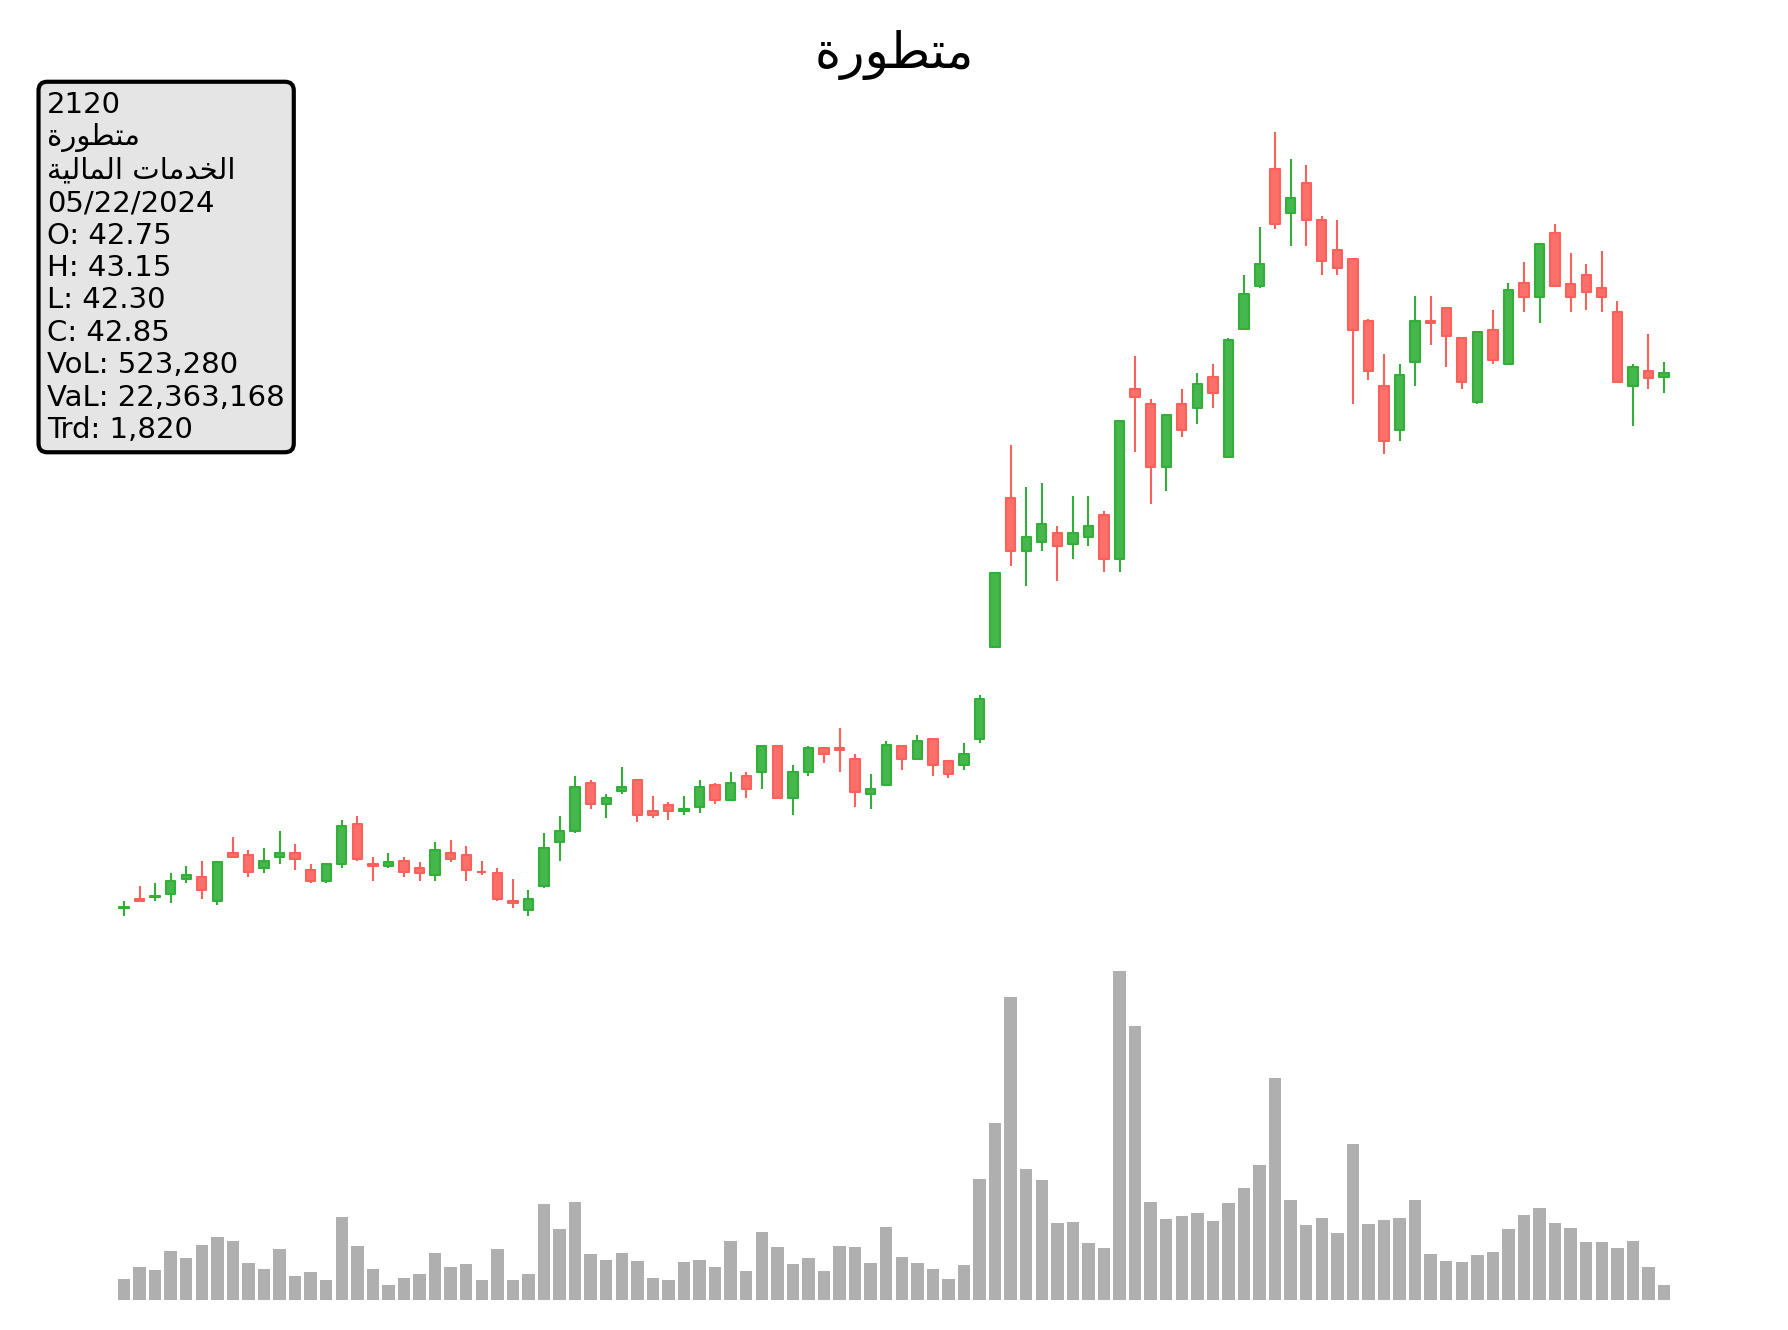 متطورة
2120
متطورة
الخدمات المالية
05/22/2024
O: 42.75
H: 43.15
L: 42.30
C: 42.85
VoL: 523,280
VaL: 22,363,168
Trd: 1,820